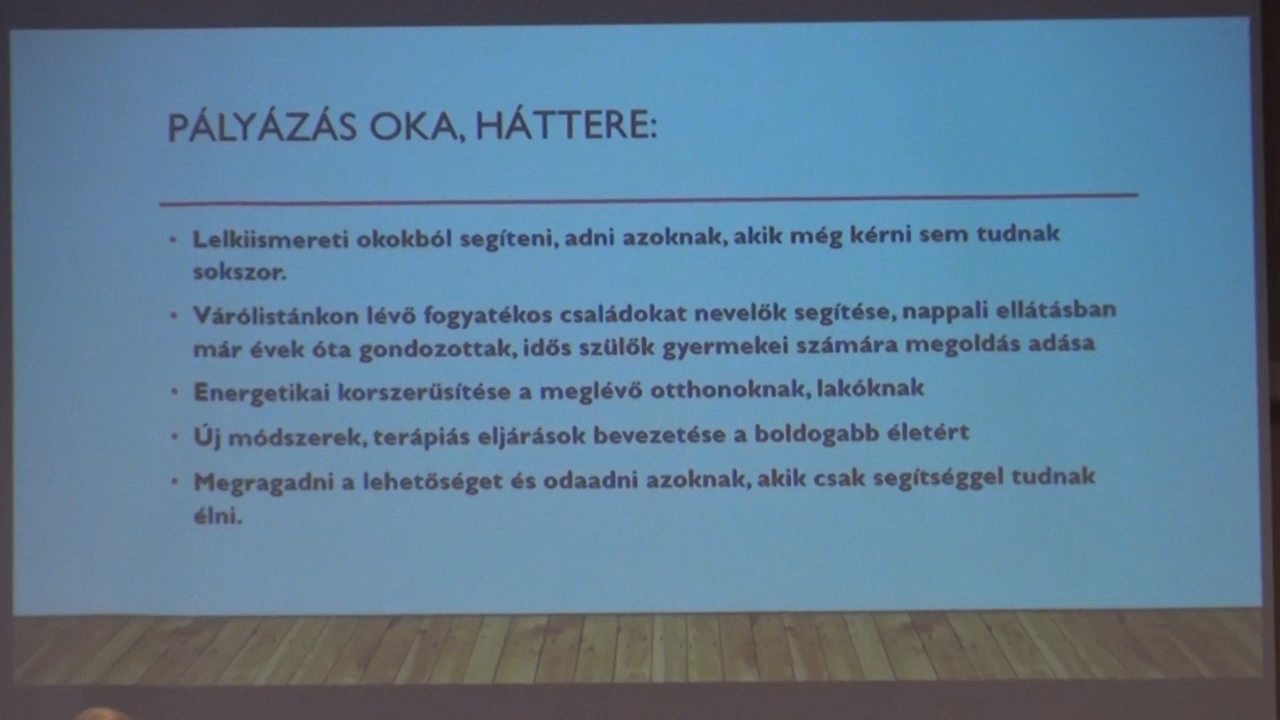 PÁLYÁZÁS OKA, HÁTTERE:
• Lelkiismereti okokból segíteni, adni azoknak, akik még kérni sem tudnak
sokszor.
• Várólistánkon lévő fogyatékos családokat nevelők segítése, nappali ellátásban
már évek óta gondozottak, idős szülők gyermekei számára megoldás adása
• Energetikai korszerűsítése a meglévő otthonoknak, lakóknak
• Új módszerek, terápiás eljárások bevezetése a boldogabb életért
• Megragadni a lehetőséget és odaadni azoknak, akik csak segítséggel tudnak
élni.